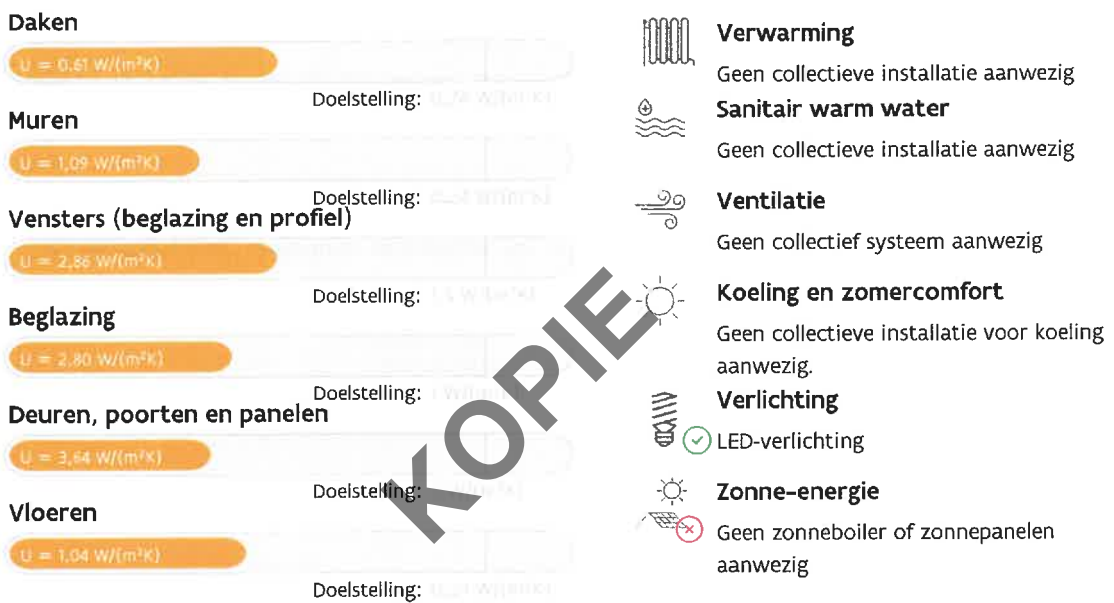 Daken
U = 0,61 W/(m²K)
Doelstelling:
Muren
U = 1,09 W/(m²K)
Doelstelling:
Vensters (beglazing en profiel)
U = 2,86 W/(m²K)
Doelstelling:
Beglazing
U = 2,80 W/(m²K)
Doelstelling:
Deuren, poorten en panelen
U = 3,64 W/(m²K)
Doelstelling:
Vloeren
U = 1,04 W/(m²K)
Doelstelling:
Verwarming
Geen collectieve installatie aanwezig
Sanitair warm water
Geen collectieve installatie aanwezig
Ventilatie
Geen collectief systeem aanwezig
Koeling en zomercomfort
Geen collectieve installatie voor koeling
aanwezig.
Verlichting
LED-verlichting
Zonne-energie
Geen zonneboiler of zonnepanelen
aanwezig
KOPIE